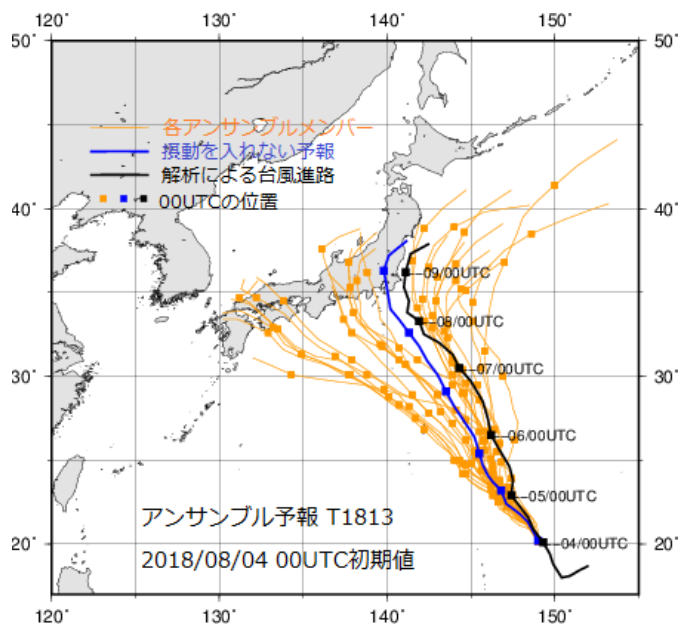 120° 130° 140° 150°
50° 50°
各アンサンブルメンバー
摂動を入れない予報
解析による台風進路
00UTCの位置
40° 40°
09/00UTC
08/00UTC
07/00UTC
30° 30°
06/00UTC
05/00UTC
アンサンブル予報 T1813
04/00UTC
20° 20°
2018/08/04 00UTC初期値
120° 130° 140° 150°